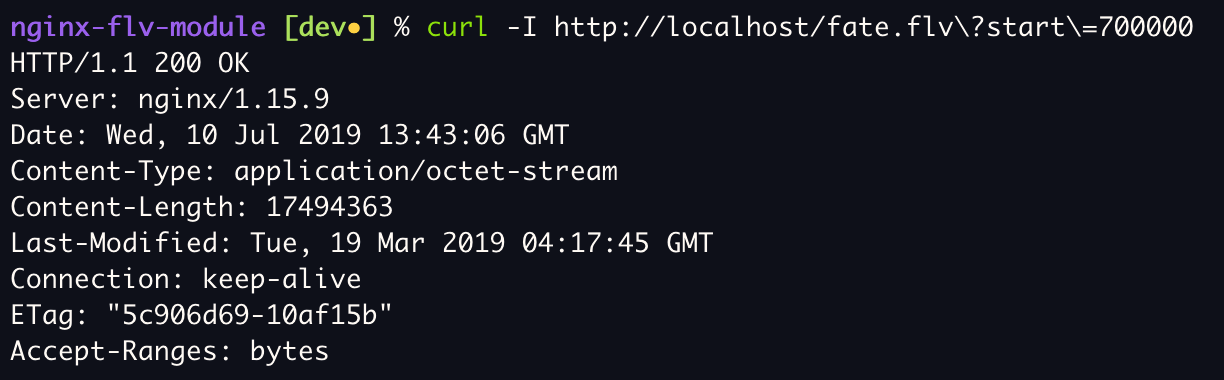 nginx-flv-module [dev●] % curl -I http://localhost/fate.flv\?start\=700000
HTTP/1.1 200 OK
Server: nginx/1.15.9
Date: Wed, 10 Jul 2019 13:43:06 GMT
Content-Type: application/octet-stream
Content-Length: 17494363
Last-Modified: Tue, 19 Mar 2019 04:17:45 GMT
Connection: keep-alive
ETag: "5c906d69-10af15b"
Accept-Ranges: bytes